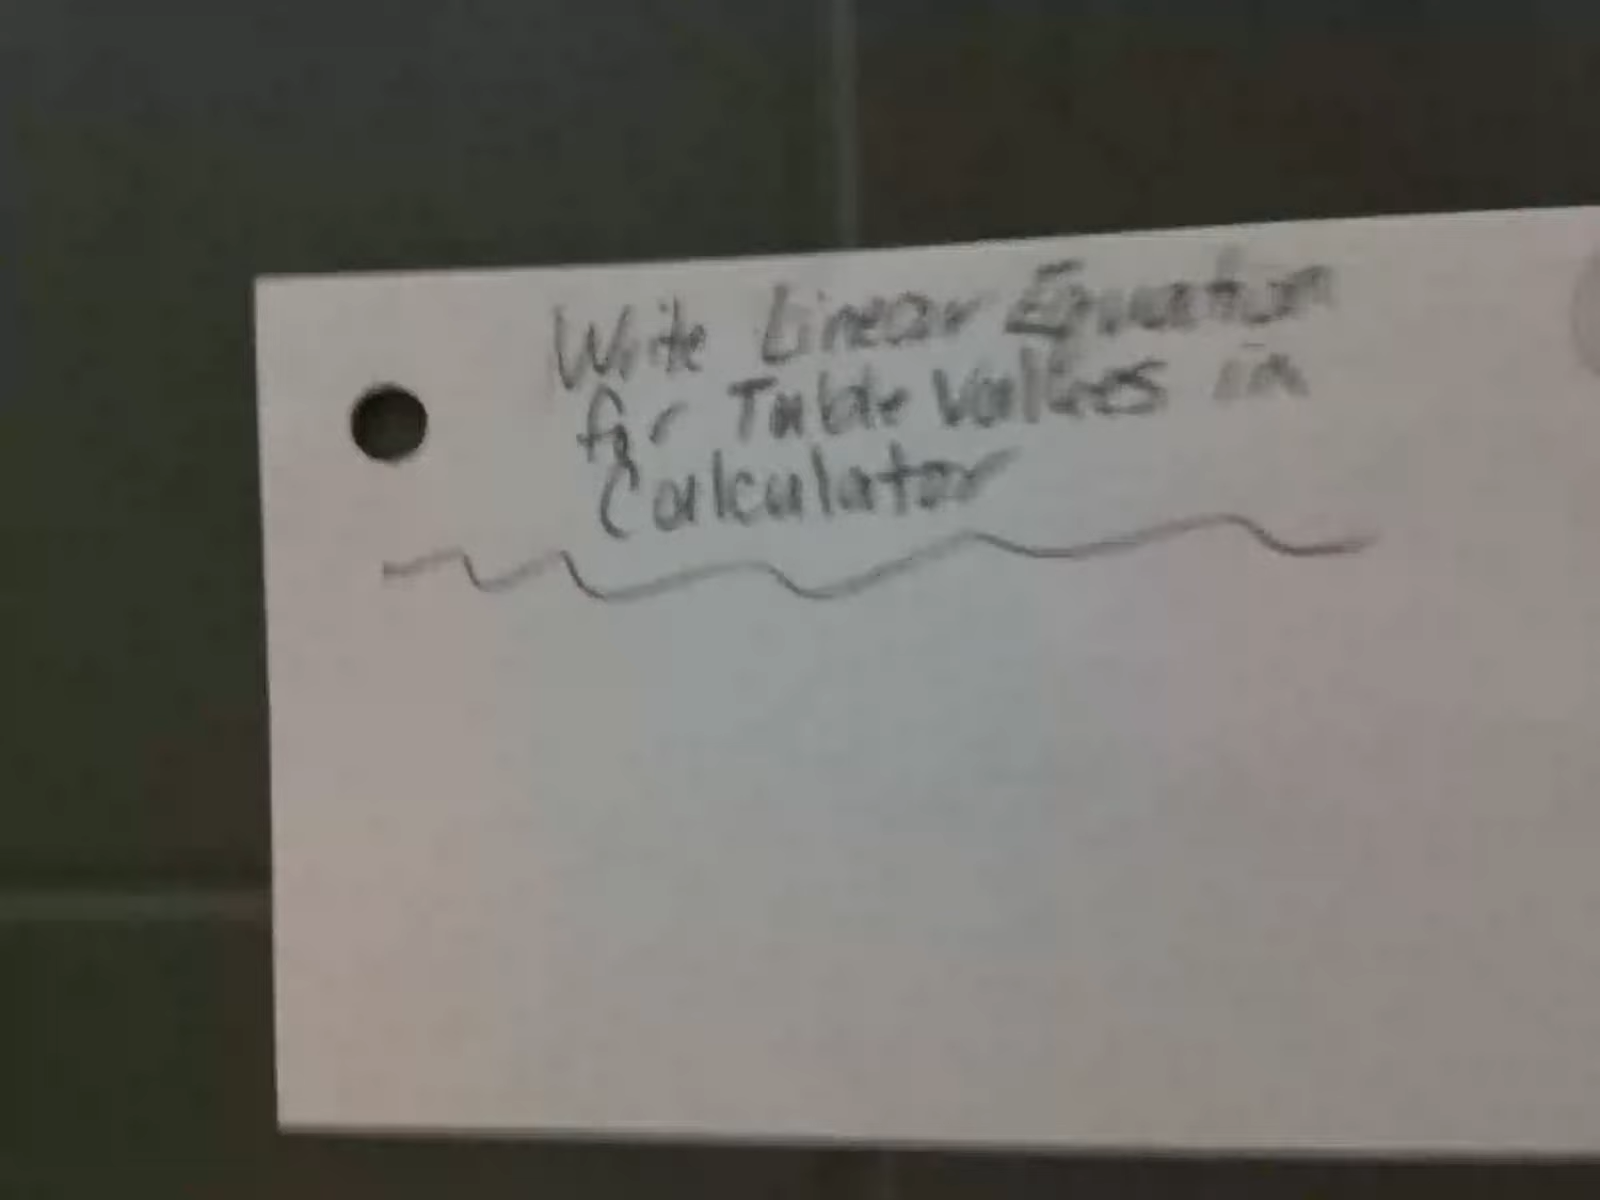 Write Linear Equation
for Table Values in
Calculator